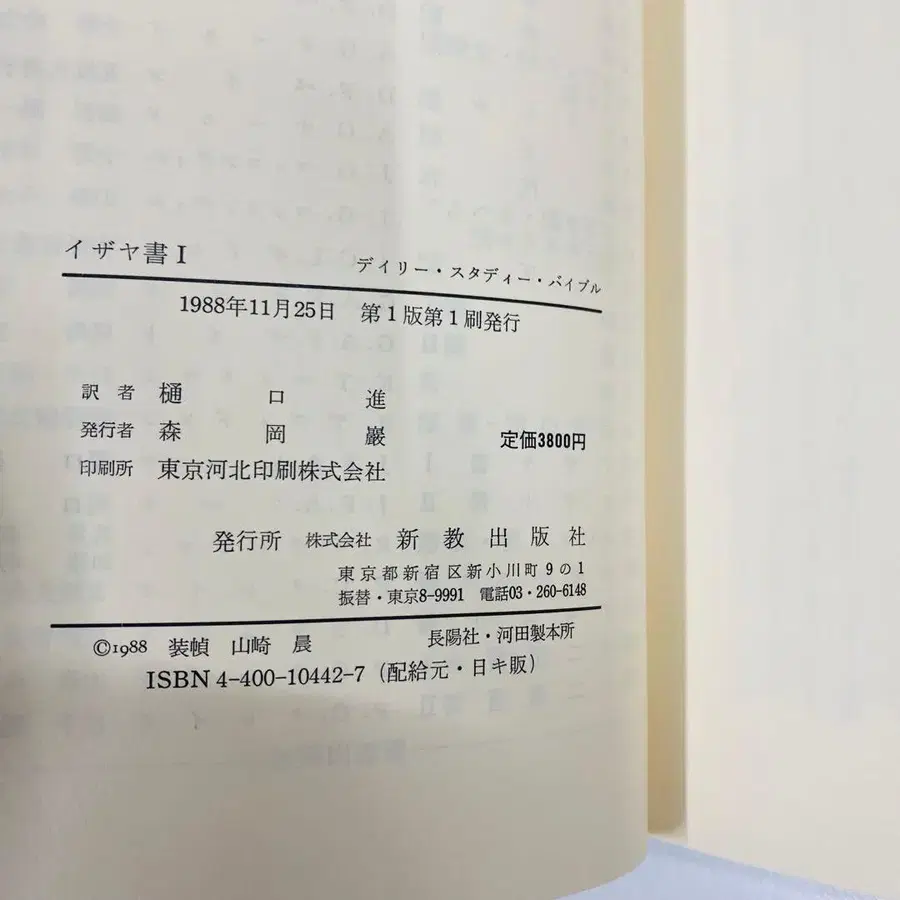 イザヤ書 I　デイリー・スタディー・バイブル
1988年11月25日　第1版第1刷発行
訳者　樋口進
発行者　森岡巖
定価3800円
印刷所　東京河北印刷株式会社
発行所　株式会社　新教出版社
東京都新宿区新小川町9の1
振替・東京8-9991　電話03・260-6148
©1988　装幀　山崎　晨　長陽社・河田製本所
ISBN 4-400-10442-7（配給元・日キ販）